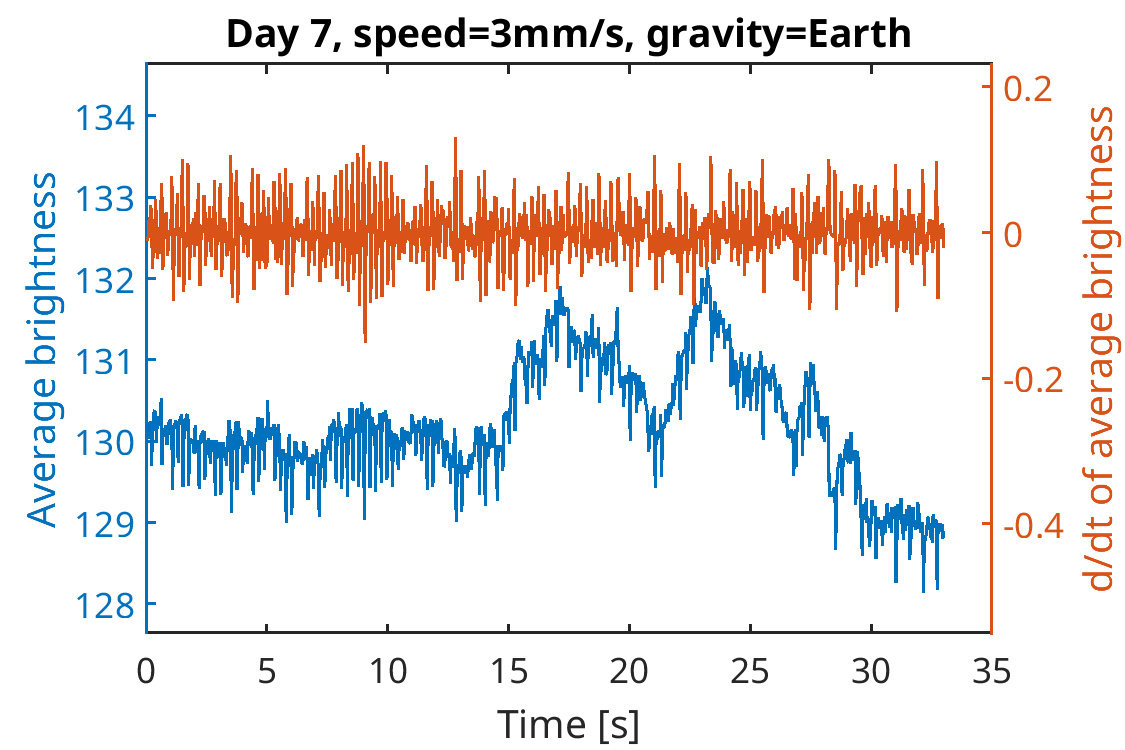 Day 7, speed=3mm/s, gravity=Earth
Average brightness
134
133
132
131
130
129
128
0.2
0
-0.2
-0.4
d/dt of average brightness
0 5 10 15 20 25 30 35
Time [s]